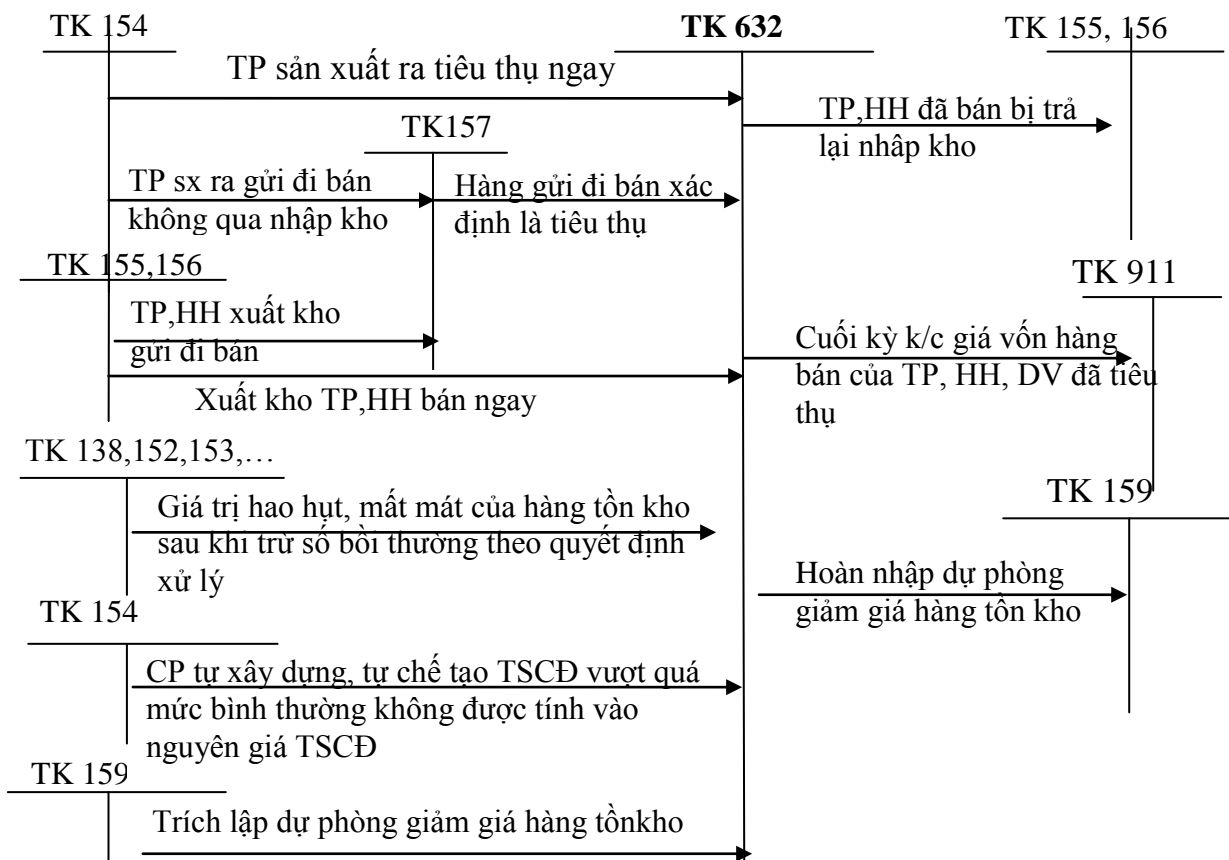 TK 154
TK 632
TK 155, 156
TP sản xuất ra tiêu thụ ngay
TP,HH đã bán bị trả
lại nhâp kho
TK157
TP sx ra gửi đi bán
không qua nhập kho
Hàng gửi đi bán xác
định là tiêu thụ
TK 155,156
TK 911
TP,HH xuất kho
gửi đi bán
Cuối kỳ k/c giá vốn hàng
bán của TP, HH, DV đã tiêu
thụ
Xuất kho TP,HH bán ngay
TK 138,152,153,…
TK 159
Giá trị hao hụt, mất mát của hàng tồn kho
sau khi trừ số bồi thường theo quyết định
xử lý
Hoàn nhập dự phòng
giảm giá hàng tồn kho
TK 154
CP tự xây dựng, tự chế tạo TSCĐ vượt quá
mức bình thường không được tính vào
nguyên giá TSCĐ
TK 159
Trích lập dự phòng giảm giá hàng tồnkho